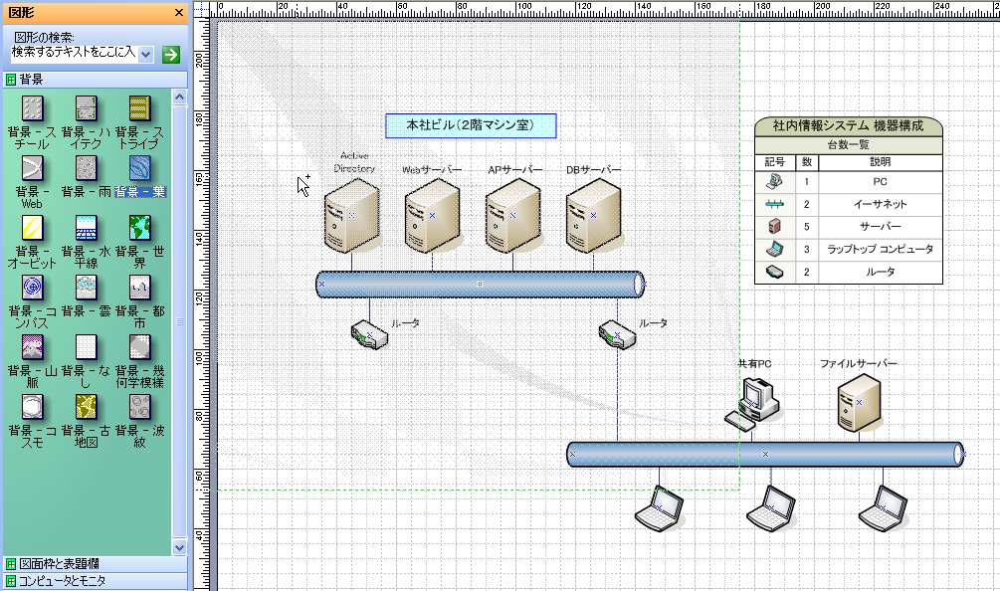 図形
図形の検索:
検索するテキストをここに入
背景
背景 - スチール
背景 - ハイテク
背景 - ストライプ
背景 - Web
背景 - 雨
背景 - 葉
背景 - オービット
背景 - 水平線
背景 - 世界
背景 - コンパス
背景 - 雲
背景 - 都市
背景 - 山脈
背景 - なし
背景 - 幾何学模様
背景 - コスモ
背景 - 古地図
背景 - 波紋
図面枠と表題欄
コンピュータとモニタ
0 20 40 60 80 100 120 140 160 180 200 220 240
200
180
160
140
120
100
80
60
40
本社ビル（2階マシン室）
Active Directory
Webサーバー
APサーバー
DBサーバー
ルータ
ルータ
共有PC
ファイルサーバー
社内情報システム 機器構成
台数一覧
記号 数 説明
1 PC
2 イーサネット
5 サーバー
3 ラップトップ コンピュータ
2 ルータ